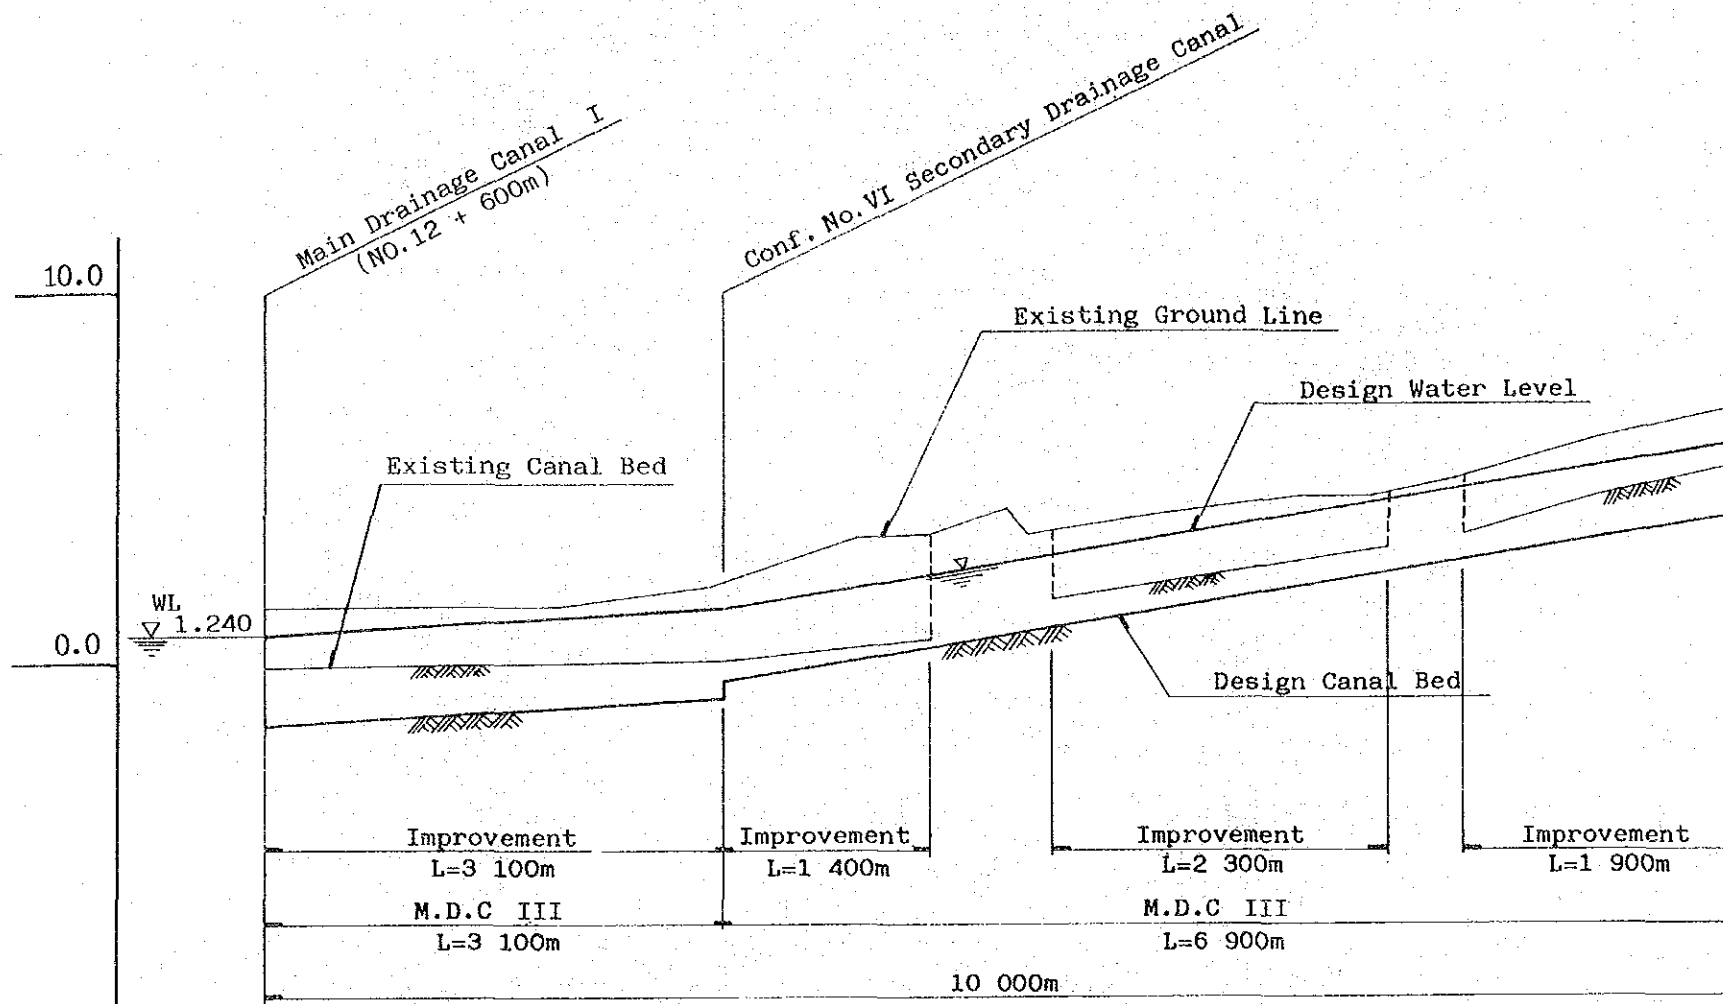 Main Drainage Canal I
(NO.12 + 600m)
Conf. No.VI Secondary Drainage Canal
10.0
Existing Ground Line
Design Water Level
Existing Canal Bed
WL
1.240
0.0
Design Canal Bed
Improvement
L=3 100m
Improvement
L=1 400m
Improvement
L=2 300m
Improvement
L=1 900m
M.D.C III
L=3 100m
M.D.C III
L=6 900m
10 000m